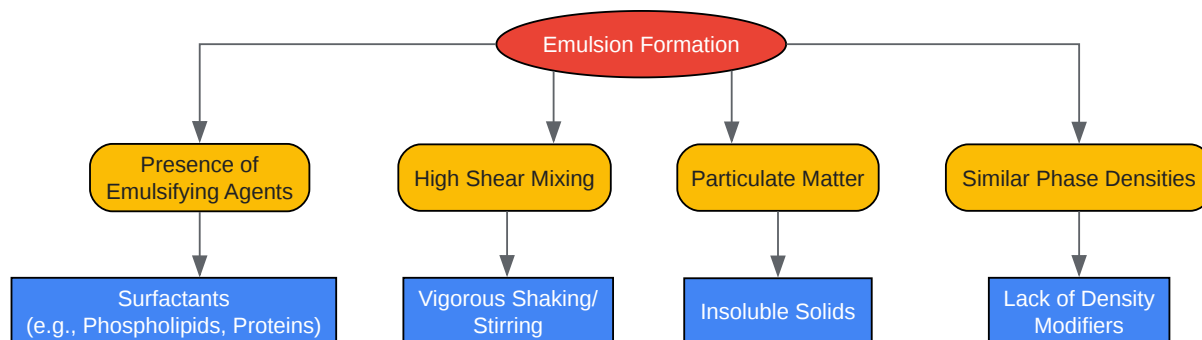 Emulsion Formation
Presence of
Emulsifying Agents
High Shear Mixing
Particulate Matter
Similar Phase Densities
Surfactants
(e.g., Phospholipids, Proteins)
Vigorous Shaking/
Stirring
Insoluble Solids
Lack of Density
Modifiers